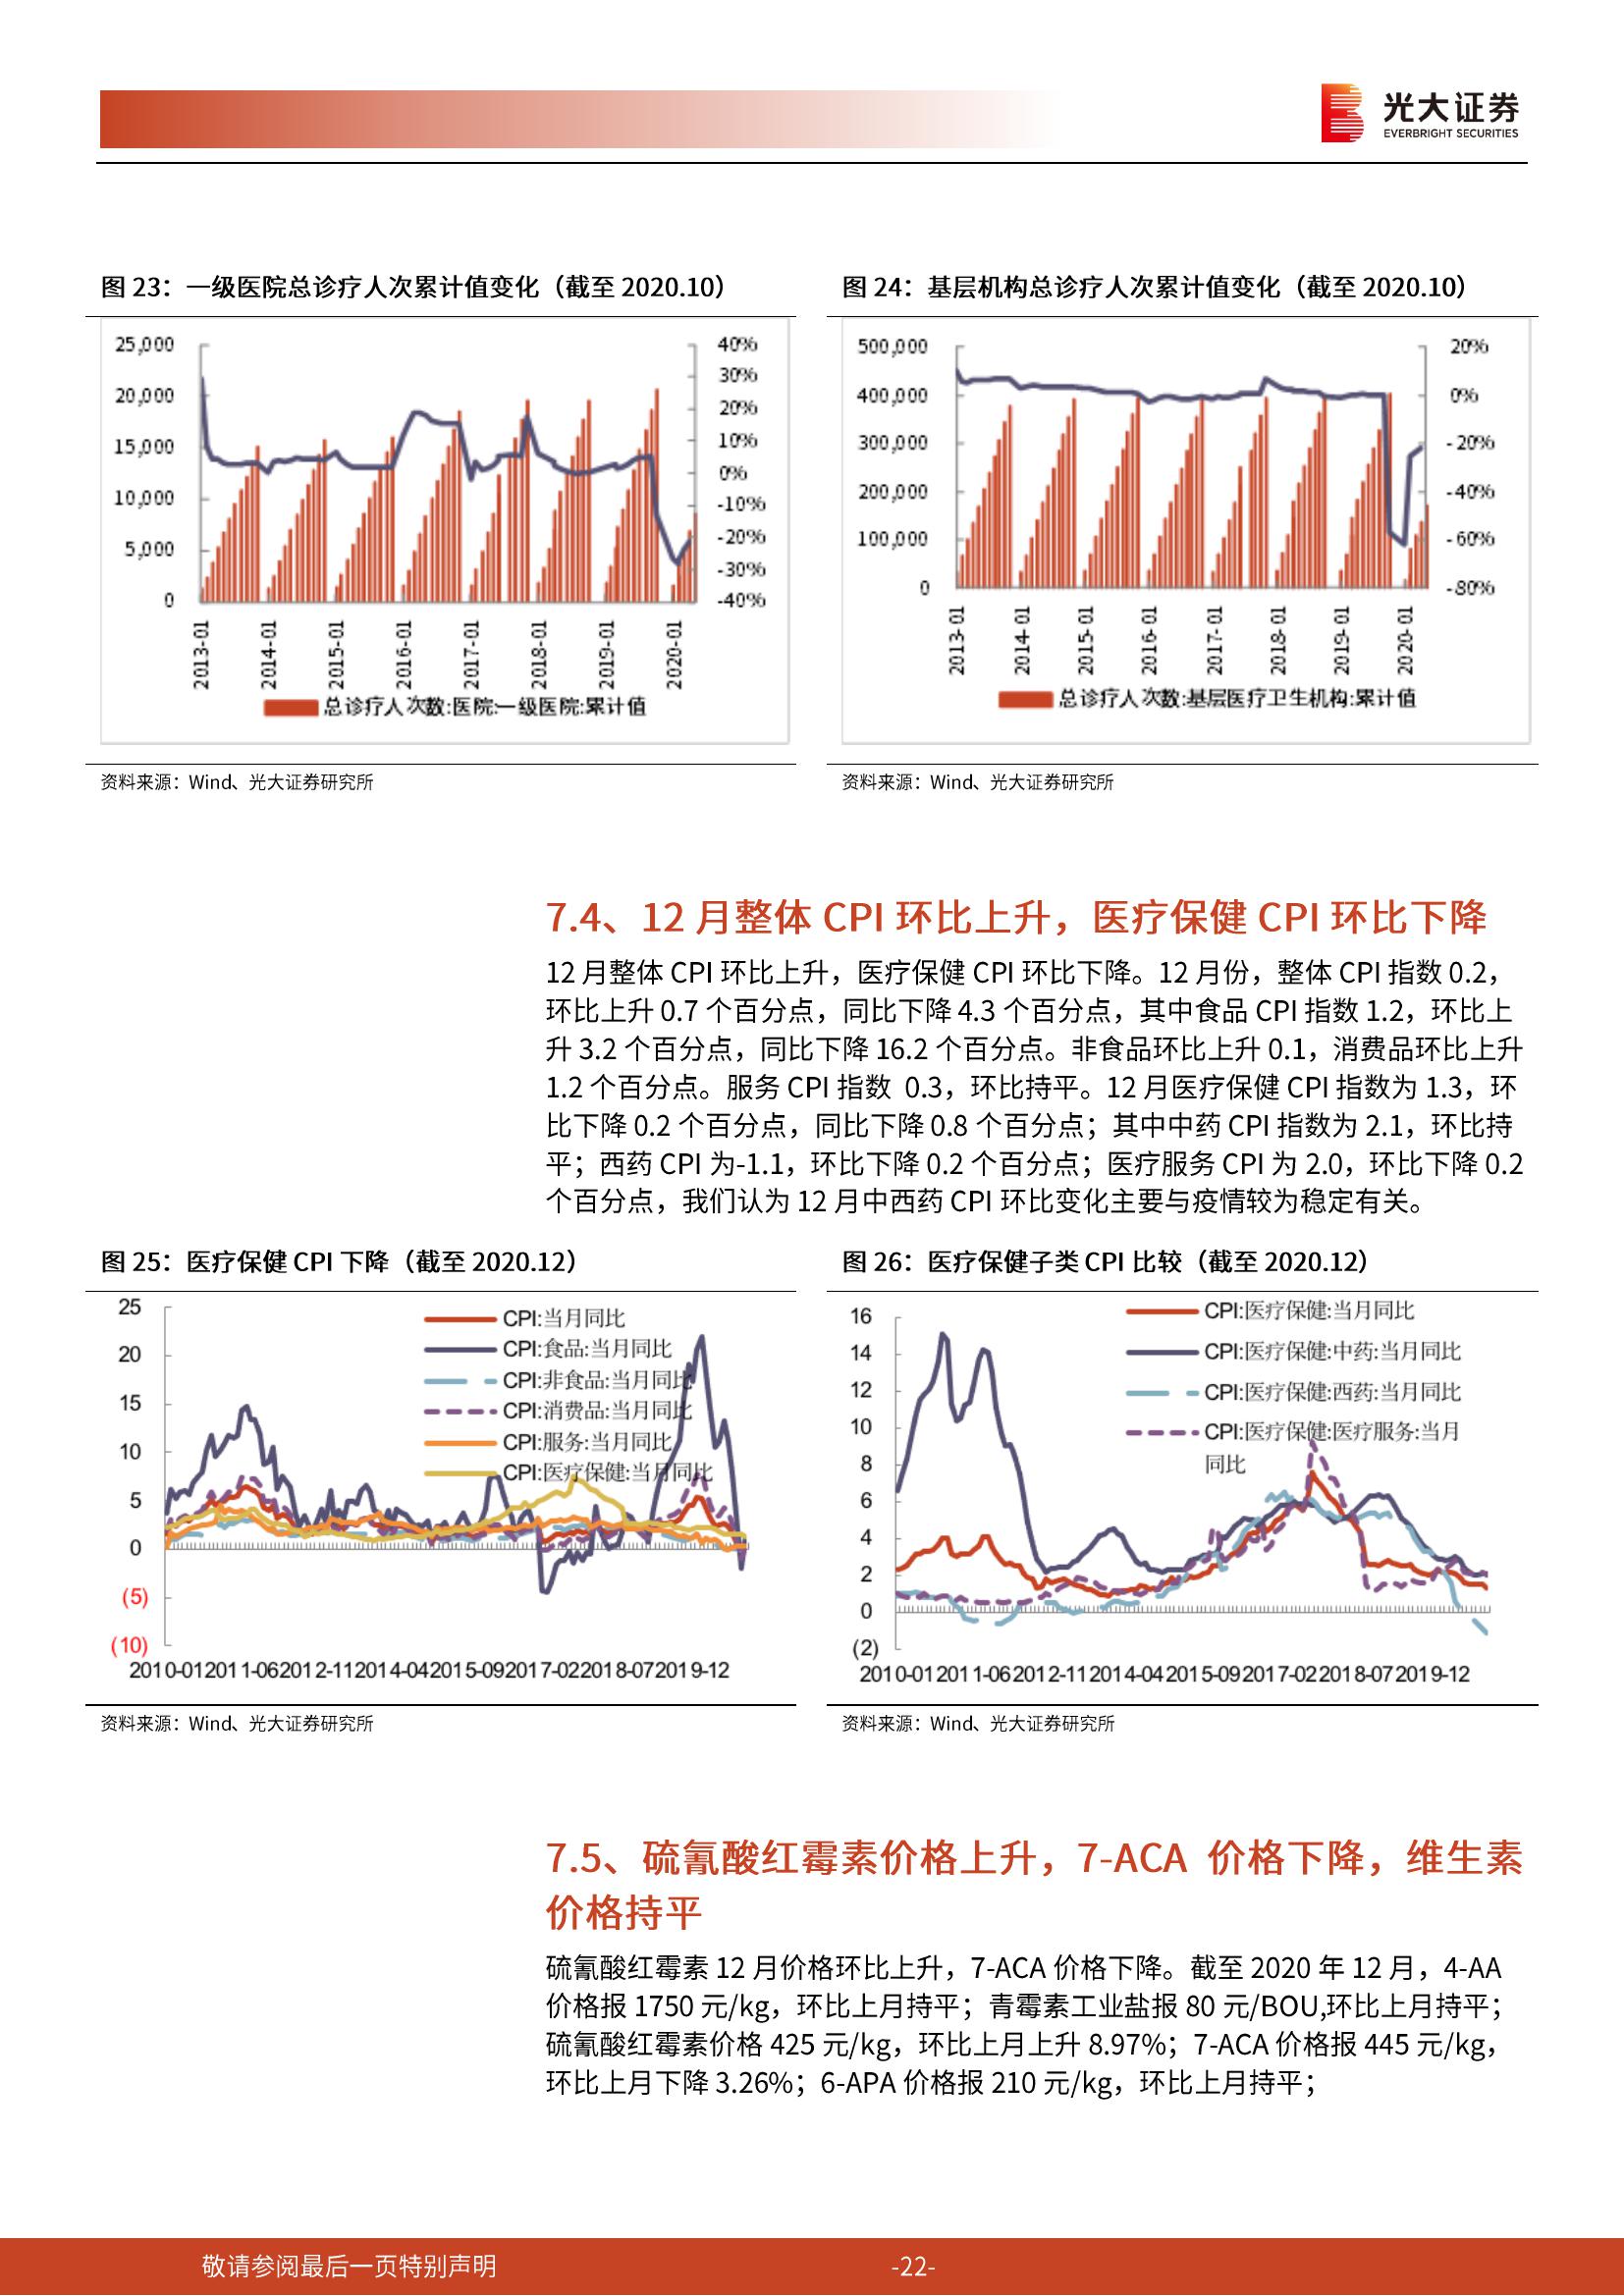 光大证券
EVERBRIGHT SECURITIES
图 23：一级医院总诊疗人次累计值变化（截至 2020.10）
25,000
20,000
15,000
10,000
5,000
0
40%
30%
20%
10%
0%
-10%
-20%
-30%
-40%
2013-01
2014-01
2015-01
2016-01
2017-01
2018-01
2019-01
2020-01
总诊疗人次数:医院:一级医院:累计值
资料来源：Wind、光大证券研究所
图 24：基层机构总诊疗人次累计值变化（截至 2020.10）
500,000
400,000
300,000
200,000
100,000
0
20%
0%
-20%
-40%
-60%
-80%
2013-01
2014-01
2015-01
2016-01
2017-01
2018-01
2019-01
2020-01
总诊疗人次数:基层医疗卫生机构:累计值
资料来源：Wind、光大证券研究所
7.4、12 月整体 CPI 环比上升，医疗保健 CPI 环比下降
12 月整体 CPI 环比上升，医疗保健 CPI 环比下降。12 月份，整体 CPI 指数 0.2，
环比上升 0.7 个百分点，同比下降 4.3 个百分点，其中食品 CPI 指数 1.2，环比上
升 3.2 个百分点，同比下降 16.2 个百分点。非食品环比上升 0.1，消费品环比上升
1.2 个百分点。服务 CPI 指数 0.3，环比持平。12 月医疗保健 CPI 指数为 1.3，环
比下降 0.2 个百分点，同比下降 0.8 个百分点；其中中药 CPI 指数为 2.1，环比持
平；西药 CPI 为-1.1，环比下降 0.2 个百分点；医疗服务 CPI 为 2.0，环比下降 0.2
个百分点，我们认为 12 月中西药 CPI 环比变化主要与疫情较为稳定有关。
图 25：医疗保健 CPI 下降（截至 2020.12）
25
20
15
10
5
0
(5)
(10)
CPI:当月同比
CPI:食品:当月同比
CPI:非食品:当月同比
CPI:消费品:当月同比
CPI:服务:当月同比
CPI:医疗保健:当月同比
2010-01 2011-06 2012-11 2014-04 2015-09 2017-02 2018-07 2019-12
资料来源：Wind、光大证券研究所
图 26：医疗保健子类 CPI 比较（截至 2020.12）
16
14
12
10
8
6
4
2
0
(2)
CPI:医疗保健:当月同比
CPI:医疗保健:中药:当月同比
CPI:医疗保健:西药:当月同比
CPI:医疗保健:医疗服务:当月
同比
2010-01 2011-06 2012-11 2014-04 2015-09 2017-02 2018-07 2019-12
资料来源：Wind、光大证券研究所
7.5、硫氰酸红霉素价格上升，7-ACA 价格下降，维生素
价格持平
硫氰酸红霉素 12 月价格环比上升，7-ACA 价格下降。截至 2020 年 12 月，4-AA
价格报 1750 元/kg，环比上月持平；青霉素工业盐报 80 元/BOU,环比上月持平；
硫氰酸红霉素价格 425 元/kg，环比上月上升 8.97%；7-ACA 价格报 445 元/kg，
环比上月下降 3.26%；6-APA 价格报 210 元/kg，环比上月持平；
敬请参阅最后一页特别声明
-22-